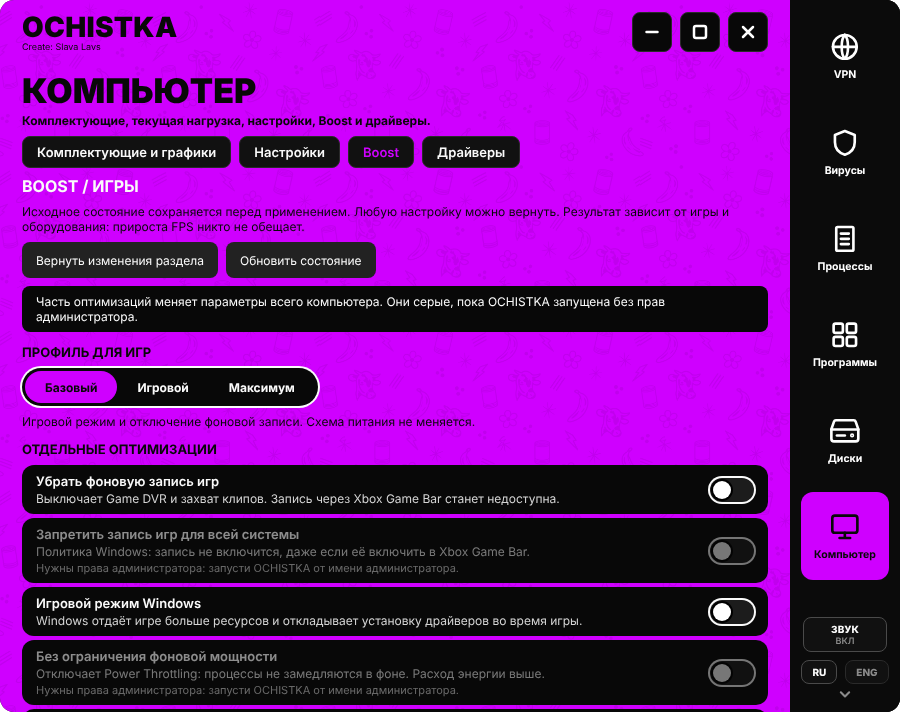 OCHISTKA
Create: Slava Lavs
КОМПЬЮТЕР
Комплектующие, текущая нагрузка, настройки, Boost и драйверы.
Комплектующие и графики
Настройки
Boost
Драйверы
BOOST / ИГРЫ
Исходное состояние сохраняется перед применением. Любую настройку можно вернуть. Результат зависит от игры и
оборудования: прироста FPS никто не обещает.
Вернуть изменения раздела
Обновить состояние
Часть оптимизаций меняет параметры всего компьютера. Они серые, пока OCHISTKA запущена без прав
администратора.
ПРОФИЛЬ ДЛЯ ИГР
Базовый
Игровой
Максимум
Игровой режим и отключение фоновой записи. Схема питания не меняется.
ОТДЕЛЬНЫЕ ОПТИМИЗАЦИИ
Убрать фоновую запись игр
Выключает Game DVR и захват клипов. Запись через Xbox Game Bar станет недоступна.
Запретить запись игр для всей системы
Политика Windows: запись не включится, даже если её включить в Xbox Game Bar.
Нужны права администратора: запусти OCHISTKA от имени администратора.
Игровой режим Windows
Windows отдаёт игре больше ресурсов и откладывает установку драйверов во время игры.
Без ограничения фоновой мощности
Отключает Power Throttling: процессы не замедляются в фоне. Расход энергии выше.
Нужны права администратора: запусти OCHISTKA от имени администратора.
VPN
Вирусы
Процессы
Программы
Диски
Компьютер
ЗВУК
ВКЛ
RU
ENG